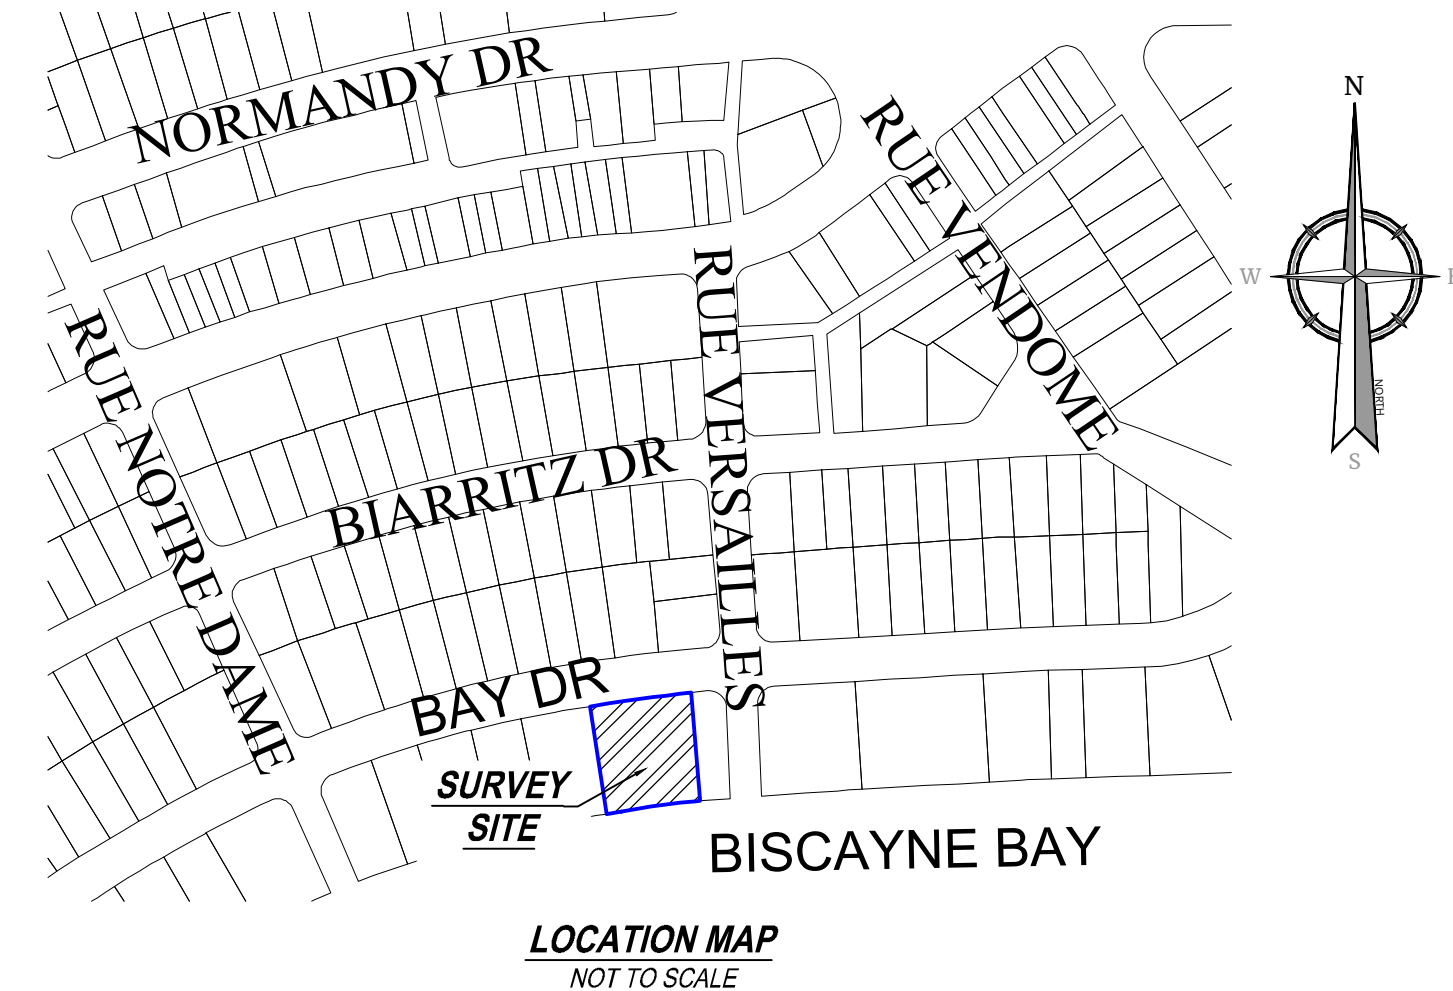 NORMANDY DR
RUE VENDOME
N
W
E
NORTH
S
RUE VERSAILLES
RUE NOTRE DAME
BIARRITZ DR
BAY DR
SURVEY
SITE
BISCAYNE BAY
LOCATION MAP
NOT TO SCALE